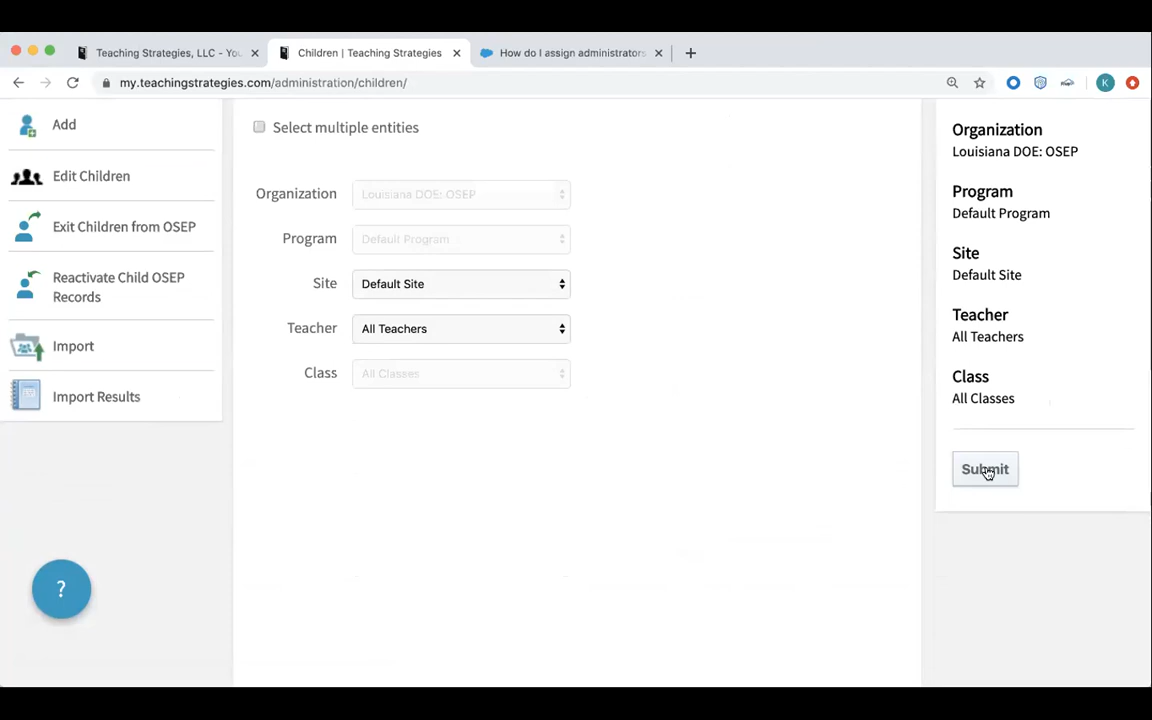 Teaching Strategies, LLC - You
Children | Teaching Strategies
How do I assign administrators
my.teachingstrategies.com/administration/children/
K
Add
Edit Children
Exit Children from OSEP
Reactivate Child OSEP
Records
Import
Import Results
?
Select multiple entities
Organization Louisiana DOE: OSEP
Program Default Program
Site Default Site
Teacher All Teachers
Class All Classes
Organization
Louisiana DOE: OSEP
Program
Default Program
Site
Default Site
Teacher
All Teachers
Class
All Classes
Submit